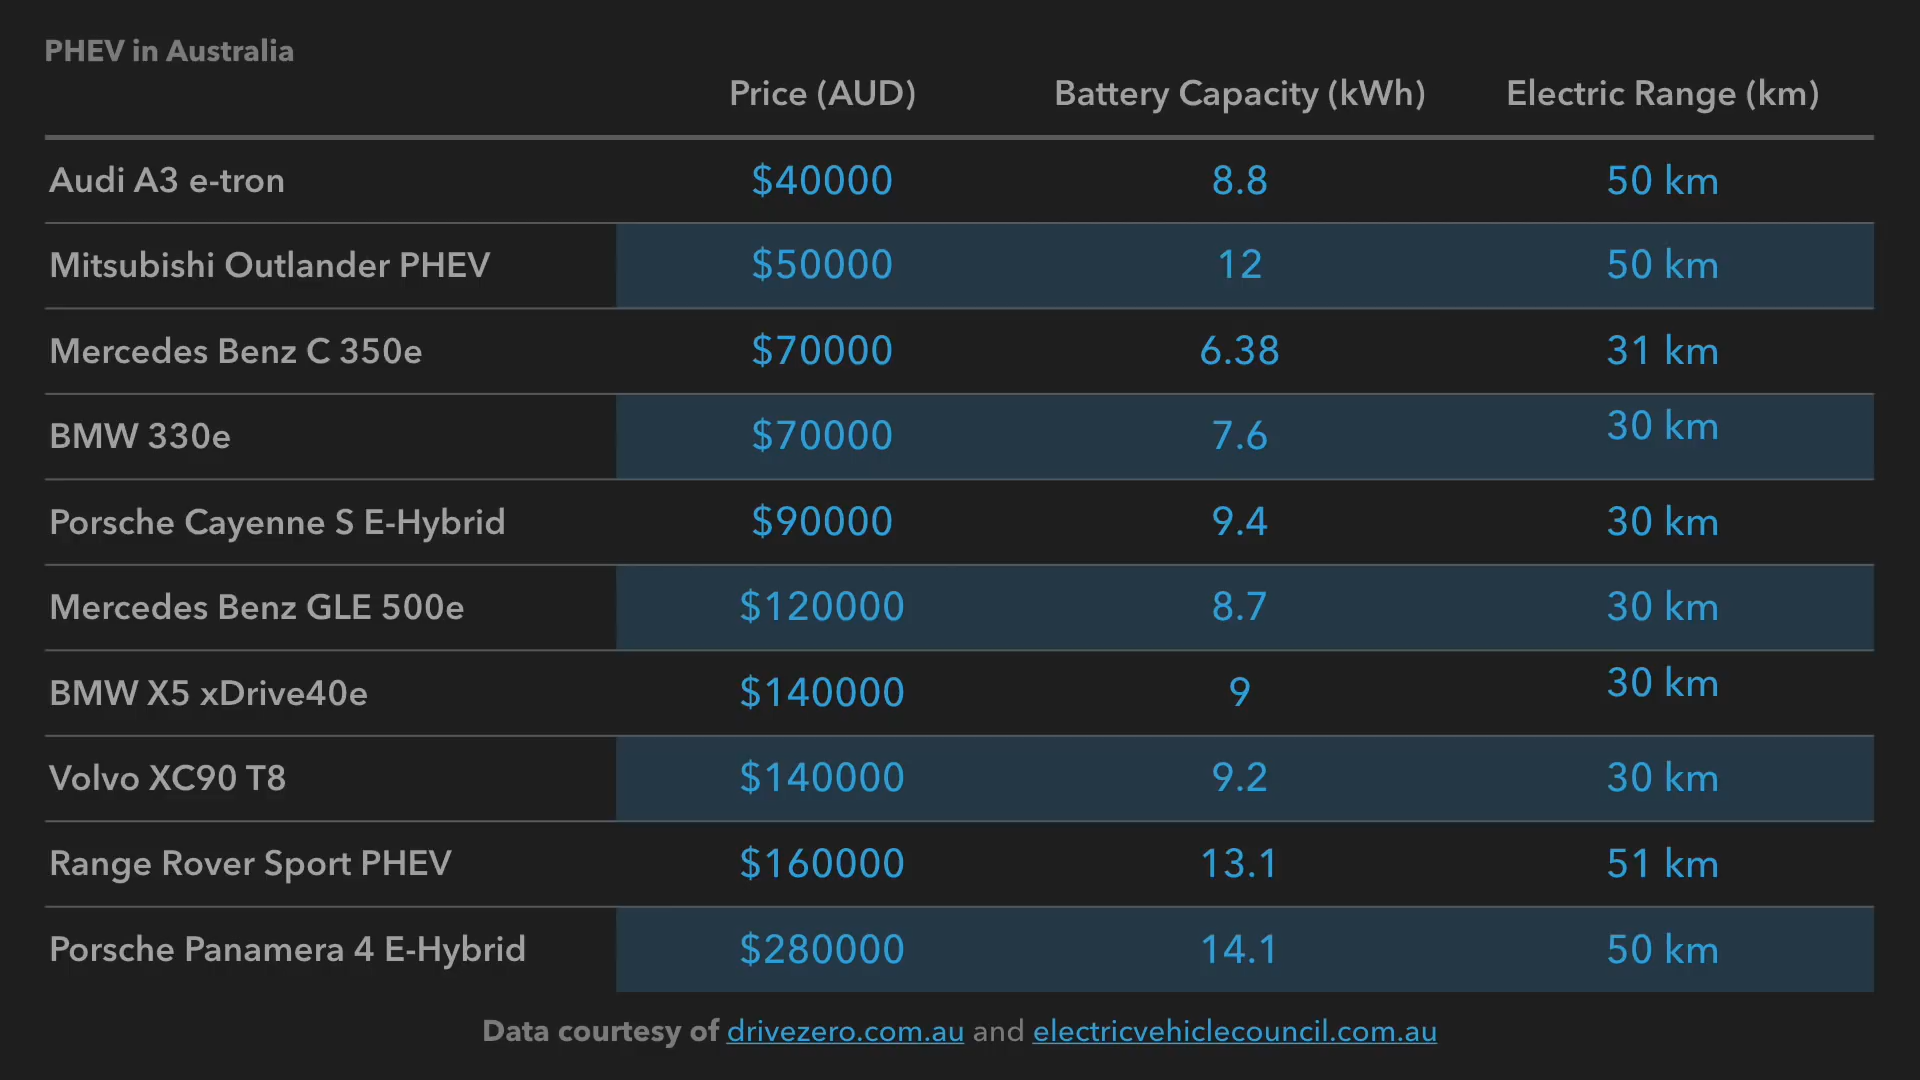 PHEV in Australia
Price (AUD) Battery Capacity (kWh) Electric Range (km)
Audi A3 e-tron $40000 8.8 50 km
Mitsubishi Outlander PHEV $50000 12 50 km
Mercedes Benz C 350e $70000 6.38 31 km
BMW 330e $70000 7.6 30 km
Porsche Cayenne S E-Hybrid $90000 9.4 30 km
Mercedes Benz GLE 500e $120000 8.7 30 km
BMW X5 xDrive40e $140000 9 30 km
Volvo XC90 T8 $140000 9.2 30 km
Range Rover Sport PHEV $160000 13.1 51 km
Porsche Panamera 4 E-Hybrid $280000 14.1 50 km
Data courtesy of drivezero.com.au and electricvehiclecouncil.com.au